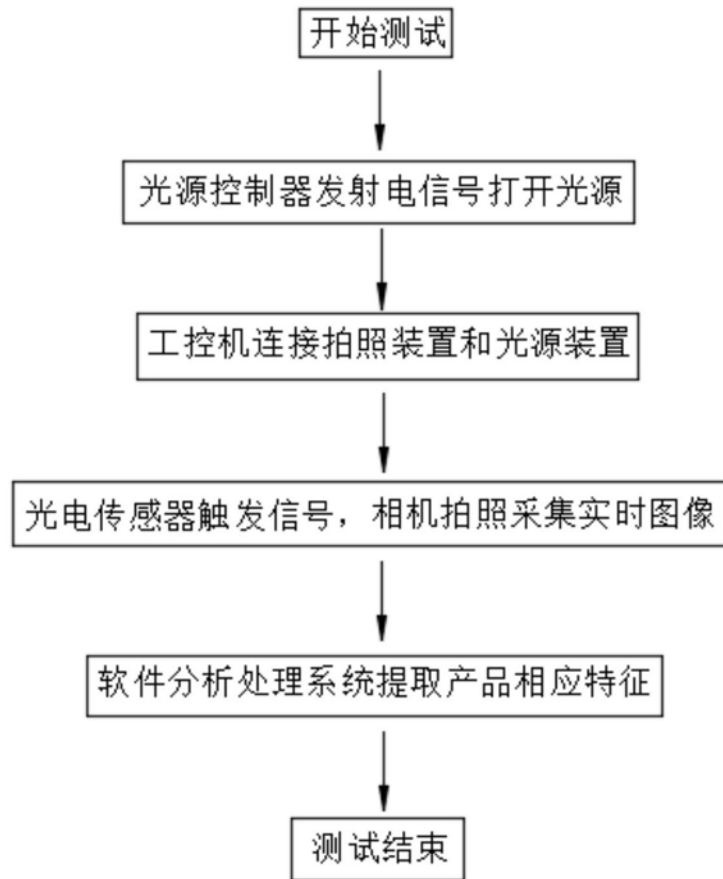 开始测试
光源控制器发射电信号打开光源
工控机连接拍照装置和光源装置
光电传感器触发信号，相机拍照采集实时图像
软件分析处理系统提取产品相应特征
测试结束